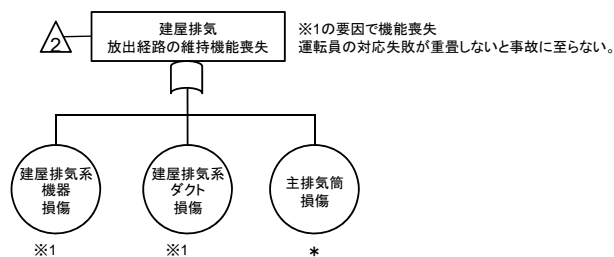 2
建屋排気
放出経路の維持機能喪失
※1の要因で機能喪失
運転員の対応失敗が重畳しないと事故に至らない。
建屋排気系
機器
損傷
建屋排気系
ダクト
損傷
主排気筒
損傷
※1
※1
*